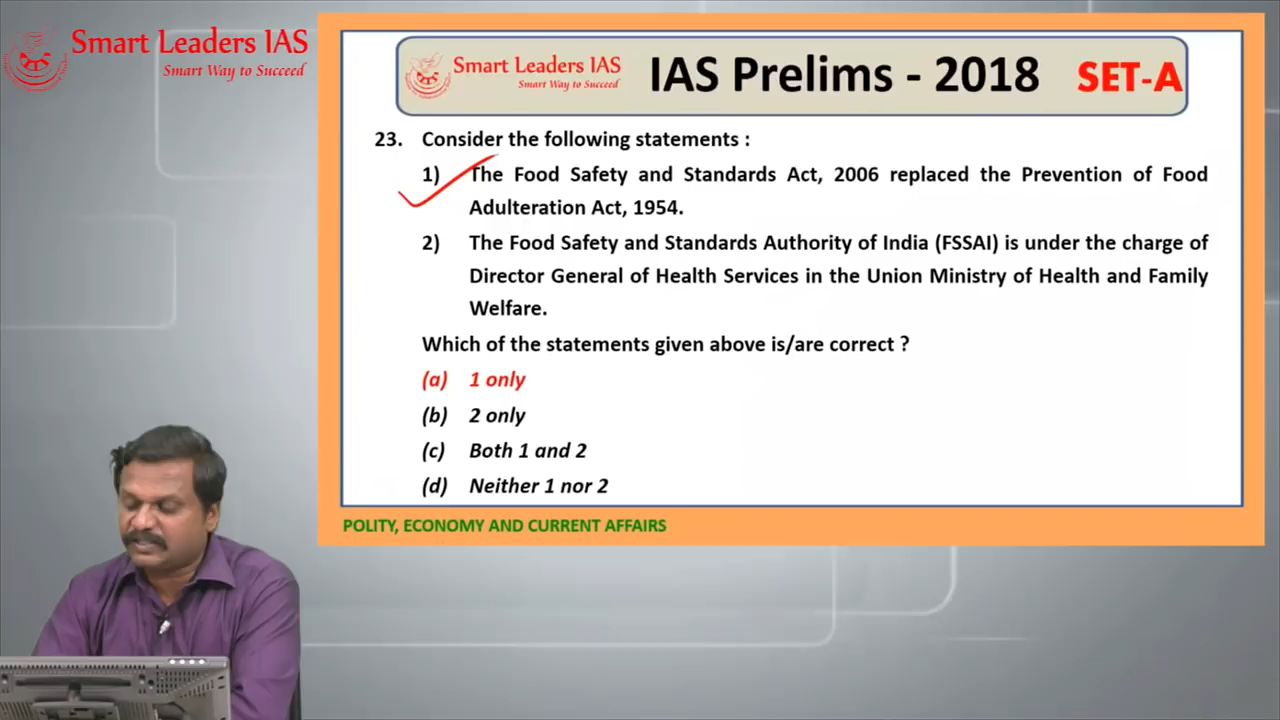 Smart Leaders IAS
Smart Way to Succeed
Smart Leaders IAS
Smart Way to Succeed
IAS Prelims - 2018 SET-A
23. Consider the following statements :
1) The Food Safety and Standards Act, 2006 replaced the Prevention of Food
Adulteration Act, 1954.
2) The Food Safety and Standards Authority of India (FSSAI) is under the charge of
Director General of Health Services in the Union Ministry of Health and Family
Welfare.
Which of the statements given above is/are correct ?
(a) 1 only
(b) 2 only
(c) Both 1 and 2
(d) Neither 1 nor 2
POLITY, ECONOMY AND CURRENT AFFAIRS